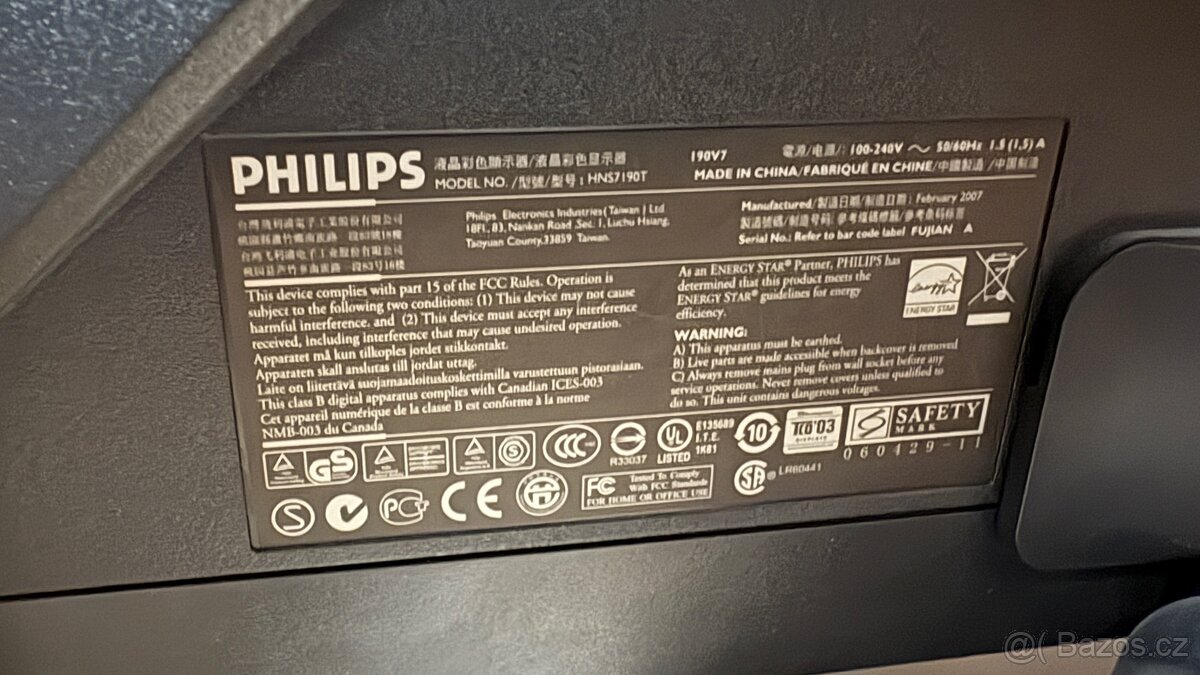 PHILIPS
液晶彩色顯示器/液晶彩色显示器
MODEL NO. /型號/型号: HNS7190T
190V7
電源/电源/: 100-240V ~ 50/60Hz 1.5 (1.5) A
MADE IN CHINA/FABRIQUÉ EN CHINE/中國製造/中国制造
Philips Electronics Industries (Taiwan) Ltd
18FL, 83, Nankan Road .Sec. 1, Luchu Hsiang,
Taoyuan County,33859 Taiwan.
Manufactured/製造日期/制造日期: February 2007
Serial No.: Refer to bar code label FUJIAN A
This device complies with part 15 of the FCC Rules. Operation is
subject to the following two conditions: (1) This device may not cause
harmful interference. and (2) This device must accept any interference
received, including interference that may cause undesired operation.
Apparatet må kun tilkoples jordet stikkontakt.
Apparaten skall anslutas till jordat uttag.
Laite on liitettävä suojamaadoituskoskettimilla varustettuun pistorasiaan.
This class B digital apparatus complies with Canadian ICES-003
Cet appareil numérique de la classe B est conforme à la norme
NMB-003 du Canada
As an ENERGY STAR® Partner, PHILIPS has
determined that this product meets the
ENERGY STAR® guidelines for energy
efficiency.
ENERGY STAR
WARNING:
A) This apparatus must be earthed.
B) Live parts are made accessible when backcover is removed
C) Always remove mains plug from wall socket before any
service operations. Never remove covers unless qualified to
do so. This unit contains dangerous voltages.
GS
CCC
R33037
UL
LISTED
E135689
I.T.E.
1K81
10
TCO'03
DISPLAYS
SAFETY
MARK
060429-11
S
CE
FC
Tested To Comply
With FCC Standards
FOR HOME OR OFFICE USE
SA® LR60441
@( Bazos.cz